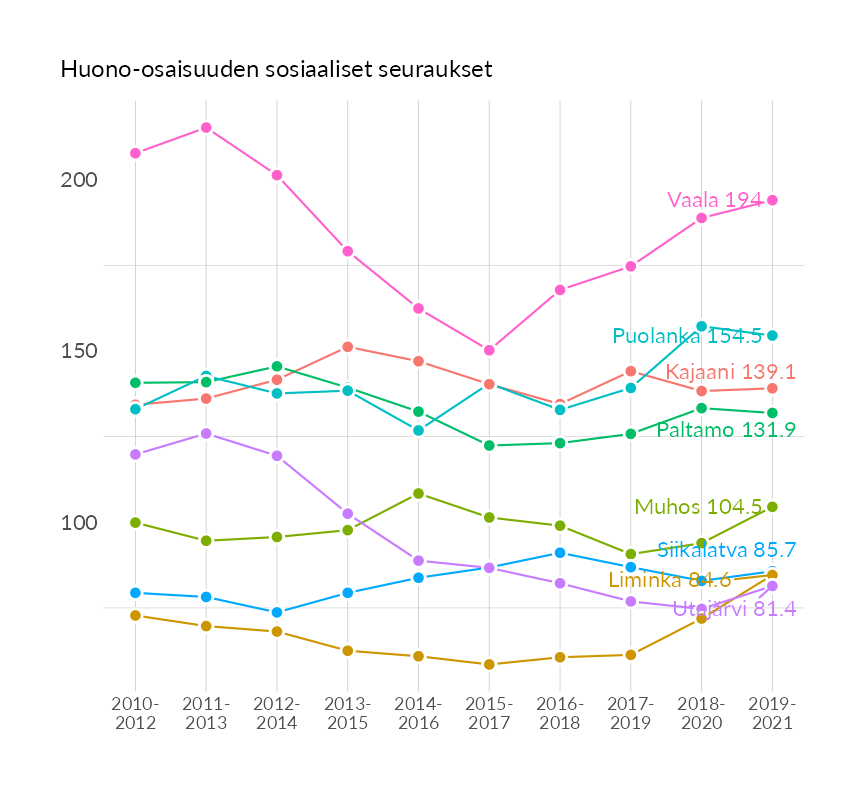 Huono-osaisuuden sosiaaliset seuraukset
200
Vaala 194
Puolanka 154.5
150
Kajaani 139.1
Paltamo 131.9
Muhos 104.5
100
Siikalatva 85.7
Liminka 84.6
Utajärvi 81.4
2010-
2012
2011-
2013
2012-
2014
2013-
2015
2014-
2016
2015-
2017
2016-
2018
2017-
2019
2018-
2020
2019-
2021